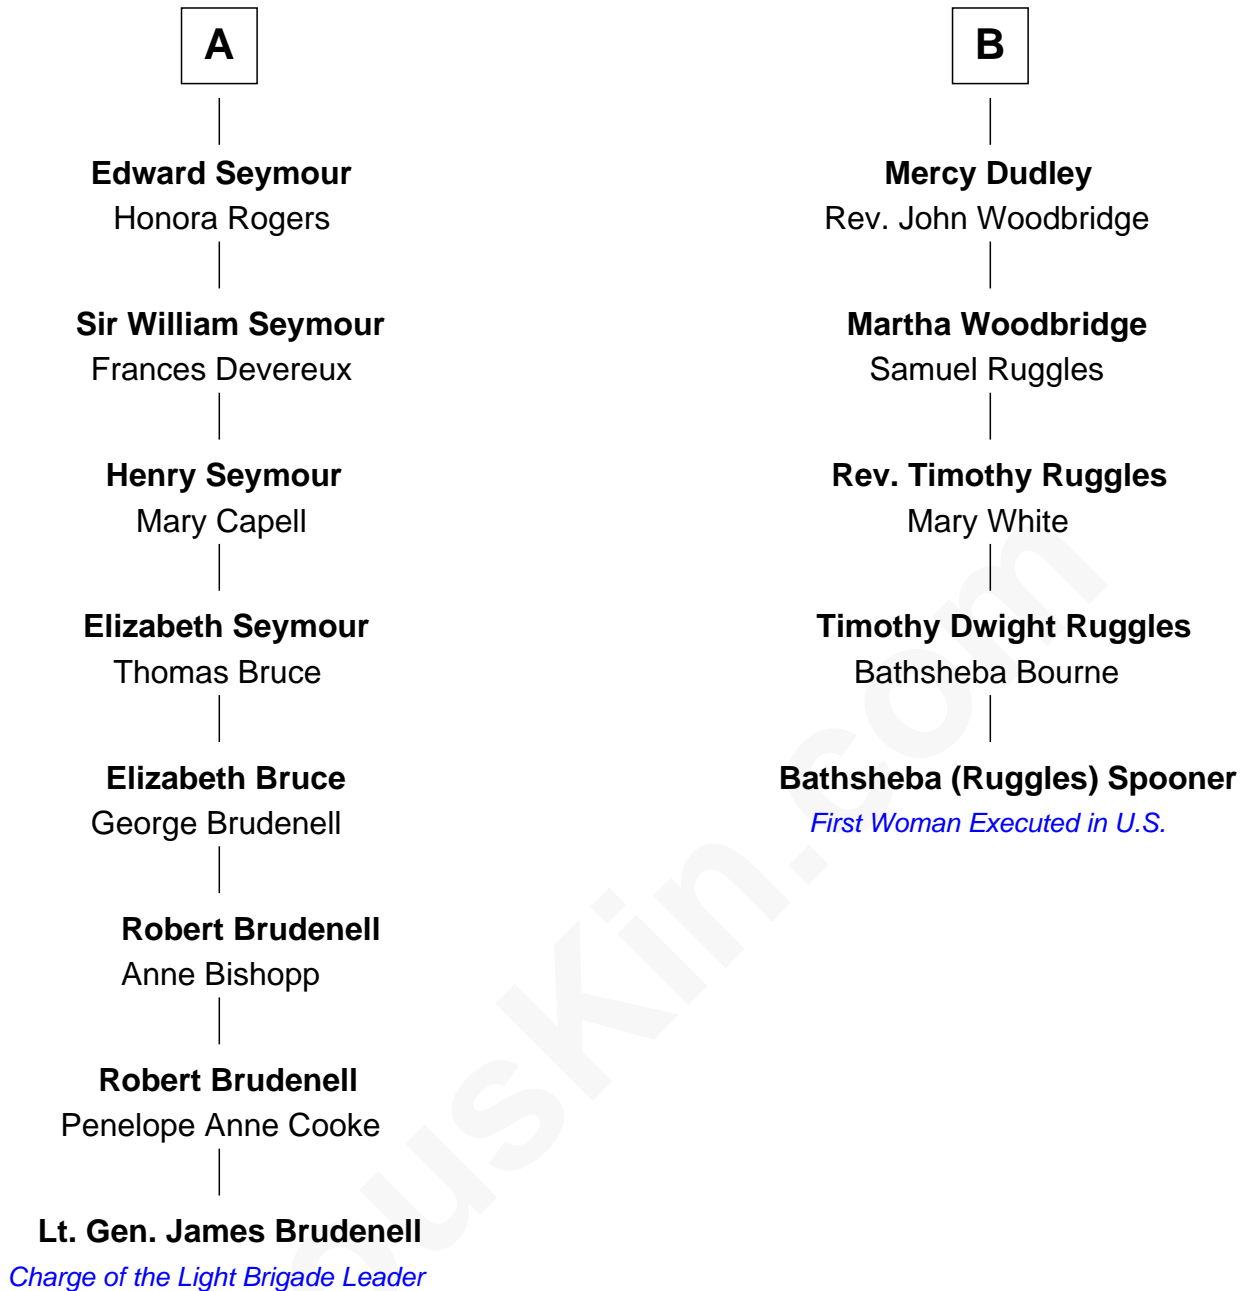 A
Edward Seymour
Honora Rogers
Sir William Seymour
Frances Devereux
Henry Seymour
Mary Capell
Elizabeth Seymour
Thomas Bruce
Elizabeth Bruce
George Brudenell
Robert Brudenell
Anne Bishopp
Robert Brudenell
Penelope Anne Cooke
Lt. Gen. James Brudenell
Charge of the Light Brigade Leader
B
Mercy Dudley
Rev. John Woodbridge
Martha Woodbridge
Samuel Ruggles
Rev. Timothy Ruggles
Mary White
Timothy Dwight Ruggles
Bathsheba Bourne
Bathsheba (Ruggles) Spooner
First Woman Executed in U.S.
ousKin.com